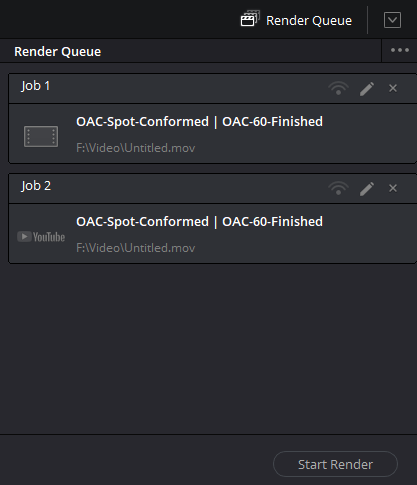 Render Queue
Render Queue
Job 1
OAC-Spot-Conformed | OAC-60-Finished
F:\Video\Untitled.mov
Job 2
OAC-Spot-Conformed | OAC-60-Finished
YouTube
F:\Video\Untitled.mov
Start Render